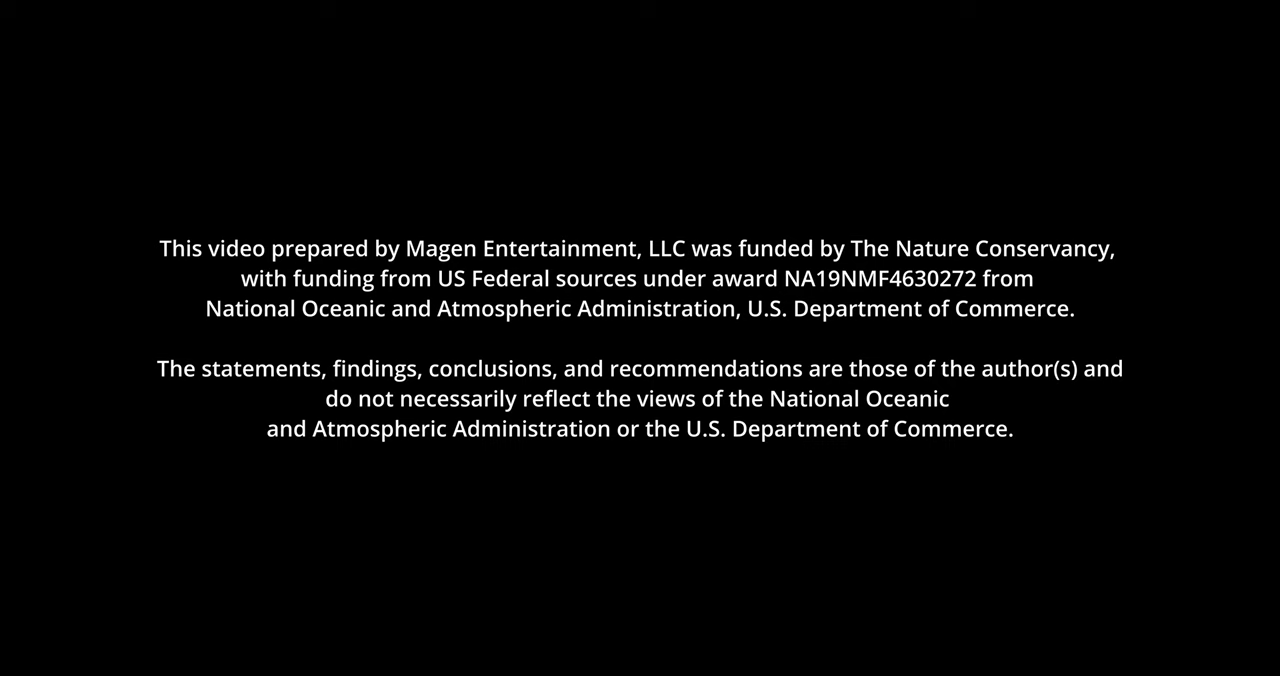 This video prepared by Magen Entertainment, LLC was funded by The Nature Conservancy,
with funding from US Federal sources under award NA19NMF4630272 from
National Oceanic and Atmospheric Administration, U.S. Department of Commerce.
The statements, findings, conclusions, and recommendations are those of the author(s) and
do not necessarily reflect the views of the National Oceanic
and Atmospheric Administration or the U.S. Department of Commerce.